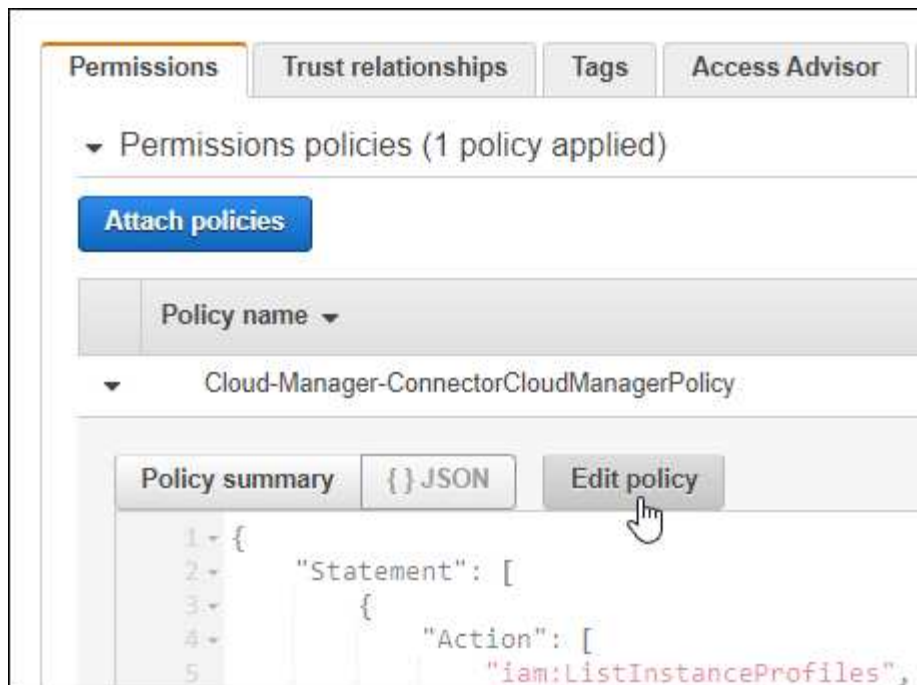 Permissions Trust relationships Tags Access Advisor
Permissions policies (1 policy applied)
Attach policies
Policy name
Cloud-Manager-ConnectorCloudManagerPolicy
Policy summary { } JSON Edit policy
1 {
2 "Statement": [
3 {
4 "Action": [
5 "iam:ListInstanceProfiles",